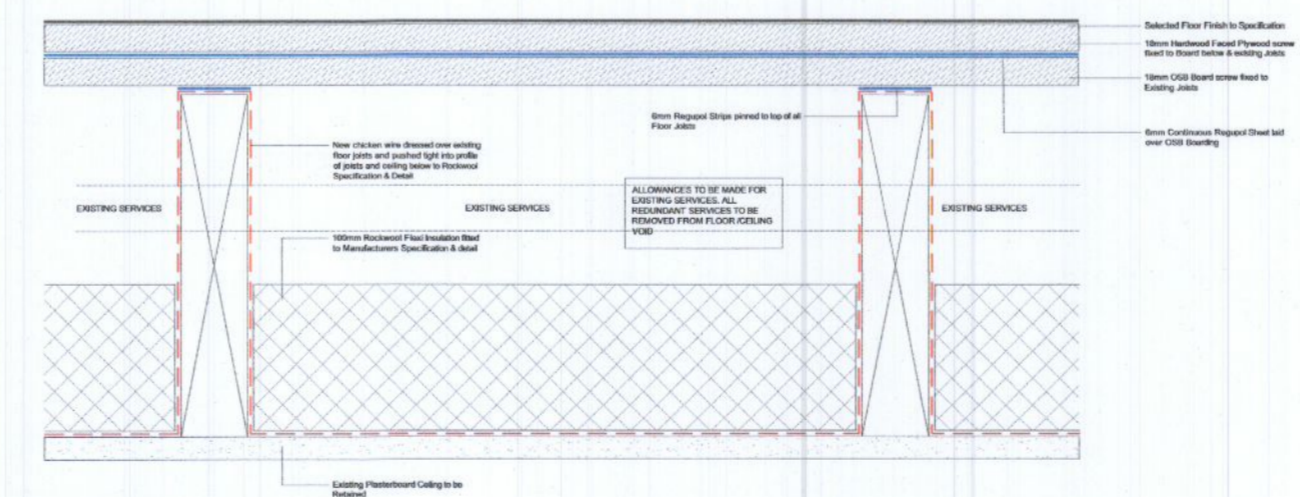 Selected Floor Finish to Specification
18mm Hardwood Faced Plywood screw
fixed to Board below & existing Joists
18mm OSB Board screw fixed to
Existing Joists
6mm Regupol Strips pinned to top of all
Floor Joists
6mm Continuous Regupol Sheet laid
over OSB Boarding
New chicken wire dressed over existing
floor joists and pushed tight into profile
of joists and ceiling below to Rockwool
Specification & Detail
EXISTING SERVICES
EXISTING SERVICES
ALLOWANCES TO BE MADE FOR
EXISTING SERVICES. ALL
REDUNDANT SERVICES TO BE
REMOVED FROM FLOOR /CEILING
VOID
EXISTING SERVICES
100mm Rockwool Flexi Insulation fitted
to Manufacturers Specification & detail
Existing Plasterboard Ceiling to be
Retained